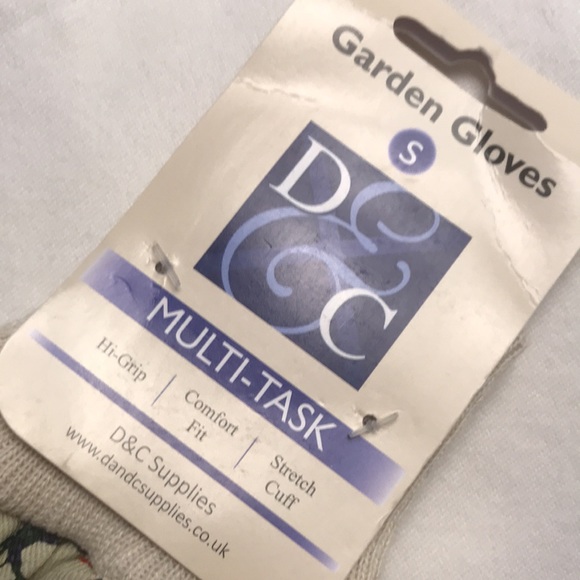 Garden Gloves
S
D&C
MULTI-TASK
Hi-Grip | Comfort Fit | Stretch Cuff
D&C Supplies
www.dandcsupplies.co.uk